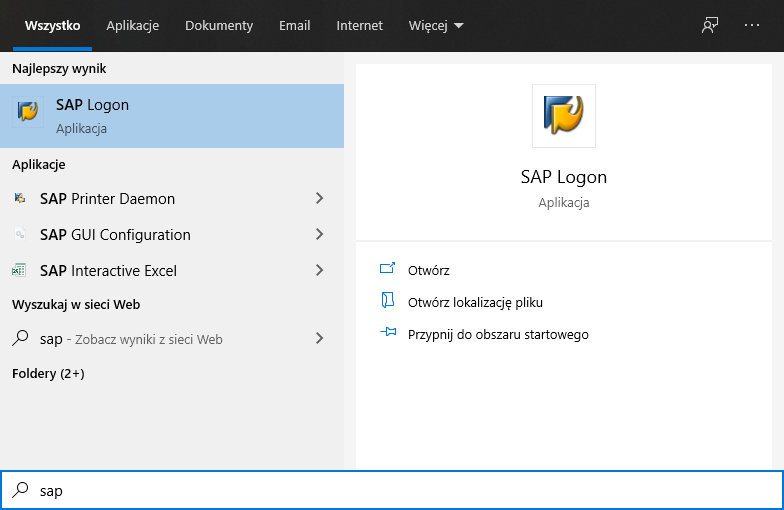 Wszystko Aplikacje Dokumenty Email Internet Więcej
Najlepszy wynik
SAP Logon
Aplikacja
Aplikacje
SAP Printer Daemon
SAP GUI Configuration
SAP Interactive Excel
Wyszukaj w sieci Web
sap - Zobacz wyniki z sieci Web
Foldery (2+)
SAP Logon
Aplikacja
Otwórz
Otwórz lokalizację pliku
Przypnij do obszaru startowego
sap